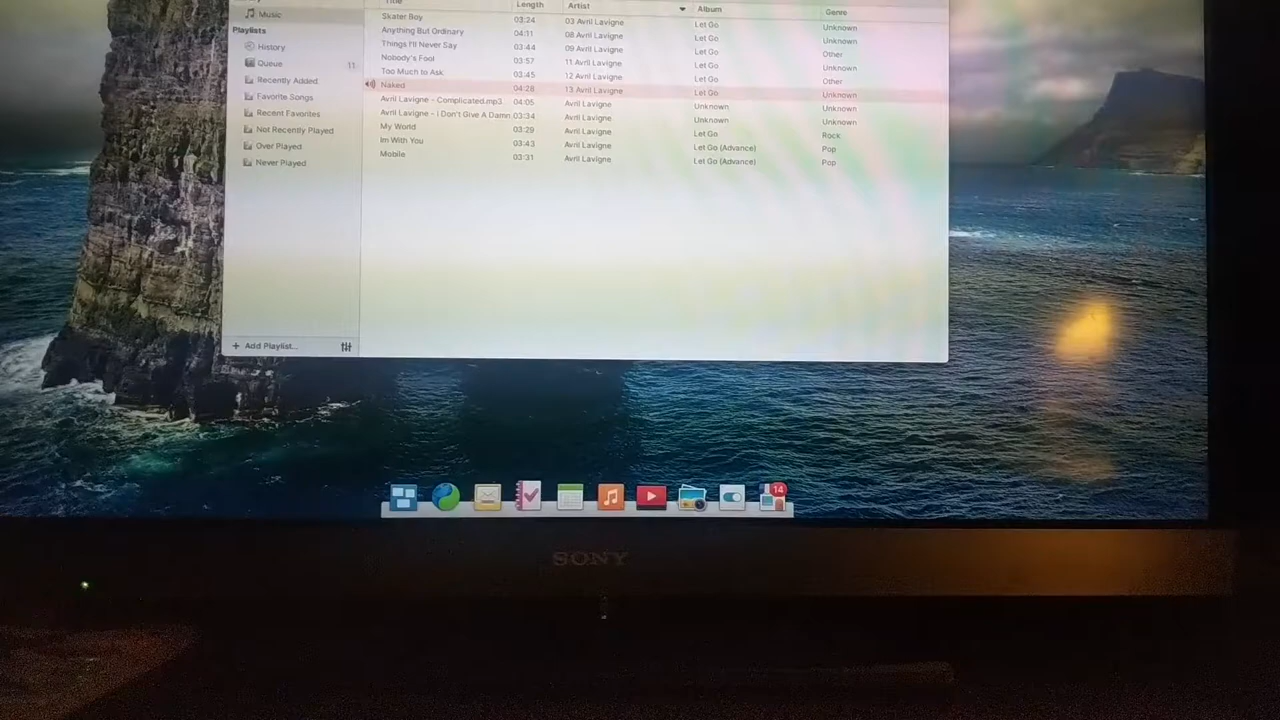 Title Length Artist Album Genre
Music
Playlists
History
Queue 11
Recently Added
Favorite Songs
Recent Favorites
Not Recently Played
Over Played
Never Played
Skater Boy 03:24 03 Avril Lavigne Let Go Unknown
Anything But Ordinary 04:11 08 Avril Lavigne Let Go Unknown
Things I'll Never Say 03:44 09 Avril Lavigne Let Go Other
Nobody's Fool 03:57 11 Avril Lavigne Let Go Unknown
Too Much to Ask 03:45 12 Avril Lavigne Let Go Other
Naked 04:28 13 Avril Lavigne Let Go Unknown
Avril Lavigne - Complicated.mp3 04:05 Avril Lavigne Unknown Unknown
Avril Lavigne - i Don't Give A Damn. 03:34 Avril Lavigne Unknown Unknown
My World 03:29 Avril Lavigne Let Go Rock
Im With You 03:43 Avril Lavigne Let Go (Advance) Pop
Mobile 03:31 Avril Lavigne Let Go (Advance) Pop
+ Add Playlist...
14
SONY